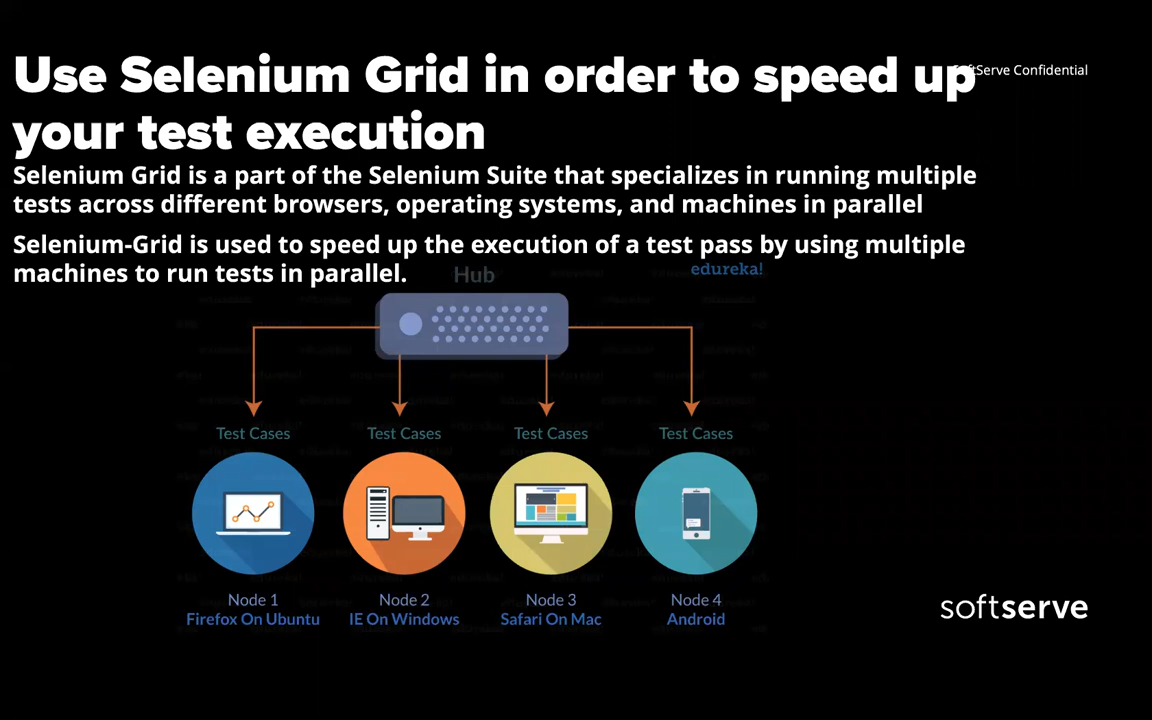 Use Selenium Grid in order to speed up
SoftServe Confidential
your test execution
Selenium Grid is a part of the Selenium Suite that specializes in running multiple
tests across different browsers, operating systems, and machines in parallel
Selenium-Grid is used to speed up the execution of a test pass by using multiple
machines to run tests in parallel.
Hub
edureka!
Test Cases Test Cases Test Cases Test Cases
Node 1 Node 2 Node 3 Node 4
Firefox On Ubuntu IE On Windows Safari On Mac Android
softserve